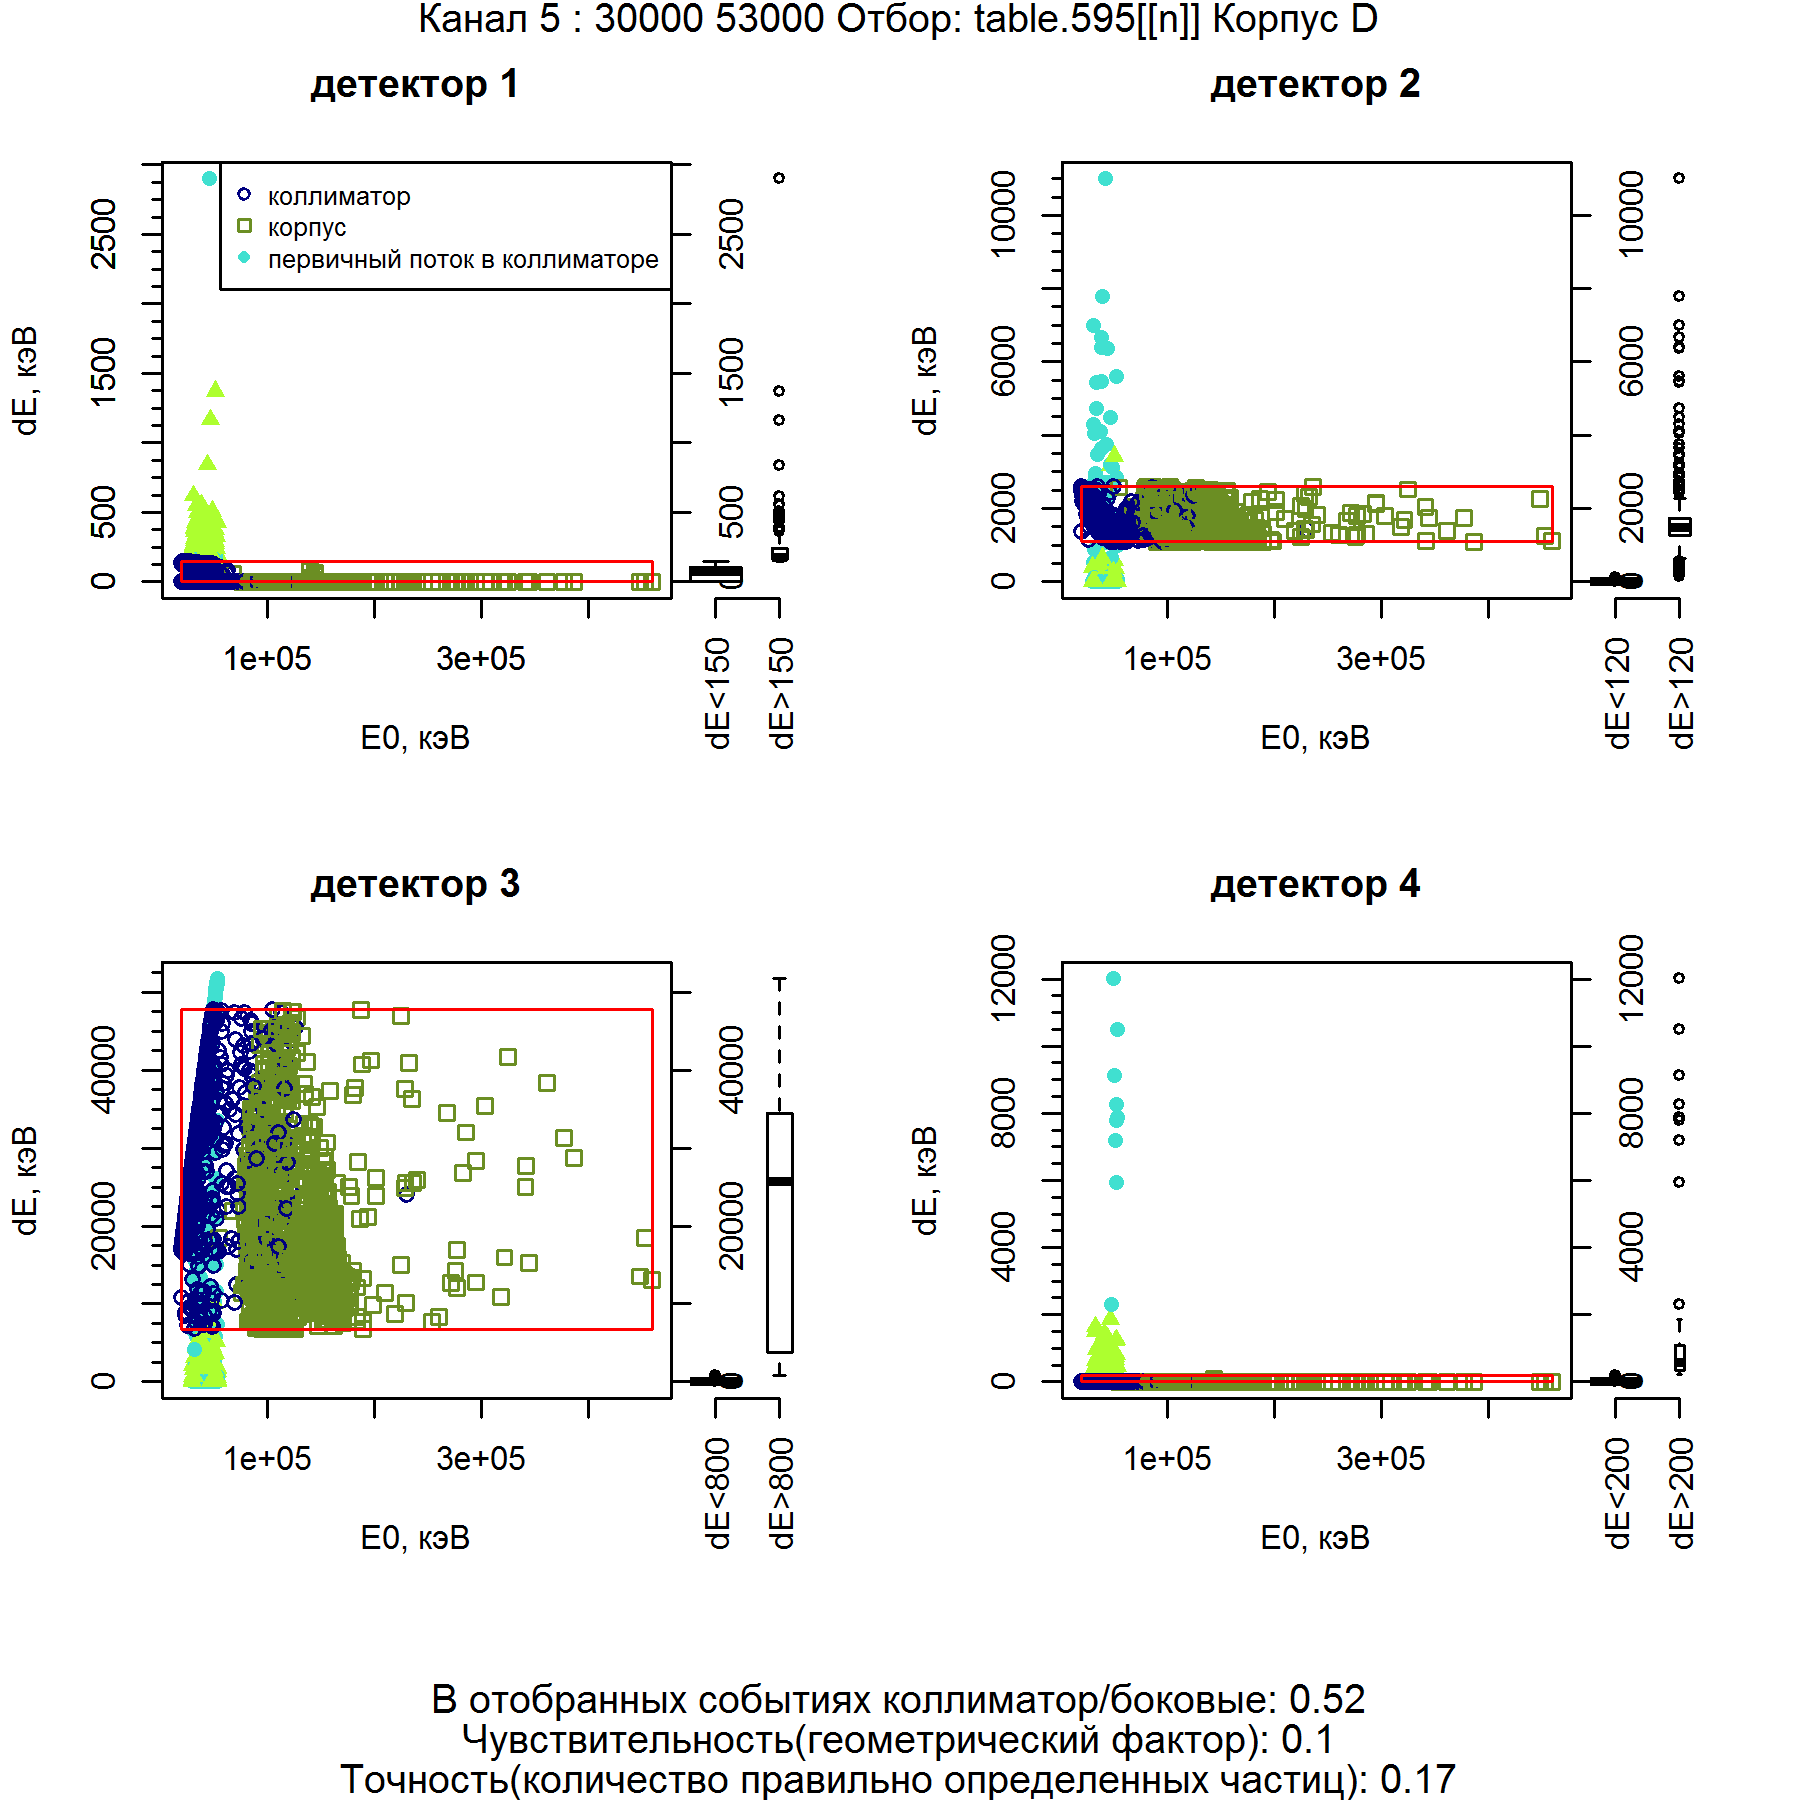 Канал 5 : 30000 53000 Отбор: table.595[[n]] Корпус D
детектор 1
dE, кэВ
0
500
1500
2500
коллиматор
корпус
первичный поток в коллиматоре
1e+05
3e+05
E0, кэВ
0
500
1500
2500
dE<150
dE>150
детектор 2
dE, кэВ
0
2000
6000
10000
1e+05
3e+05
E0, кэВ
0
2000
6000
10000
dE<120
dE>120
детектор 3
dE, кэВ
0
20000
40000
1e+05
3e+05
E0, кэВ
0
20000
40000
dE<800
dE>800
детектор 4
dE, кэВ
0
4000
8000
12000
1e+05
3e+05
E0, кэВ
0
4000
8000
12000
dE<200
dE>200
В отобранных событиях коллиматор/боковые: 0.52
Чувствительность(геометрический фактор): 0.1
Точность(количество правильно определенных частиц): 0.17